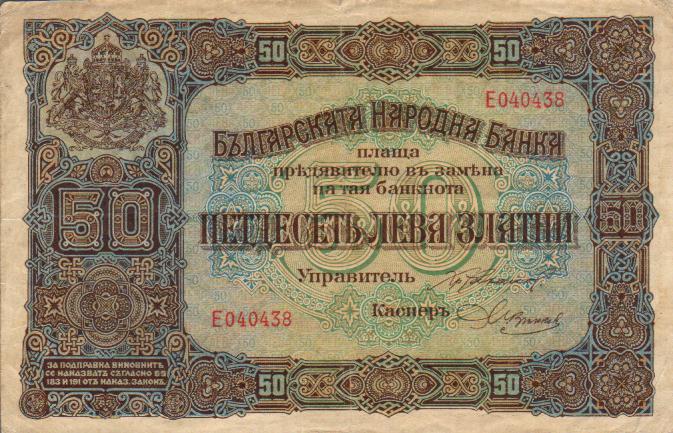 50
50
Е040438
БЪЛГАРСКАТА НАРОДНА БАНКА
плаща
прѣдявителю въ замѣна
на тая банкнота
50
50
50
ПЕТДЕСЕТЬ ЛЕВА ЗЛАТНИ
Управитель
Е040438
Касиеръ
ЗА ПОДПРАВКА ВИНОВНИТѢ
СЕ НАКАЗВАТЪ СЪГЛАСНО §§
183 И 191 ОТЪ НАКАЗ. ЗАКОНЪ.
50
50